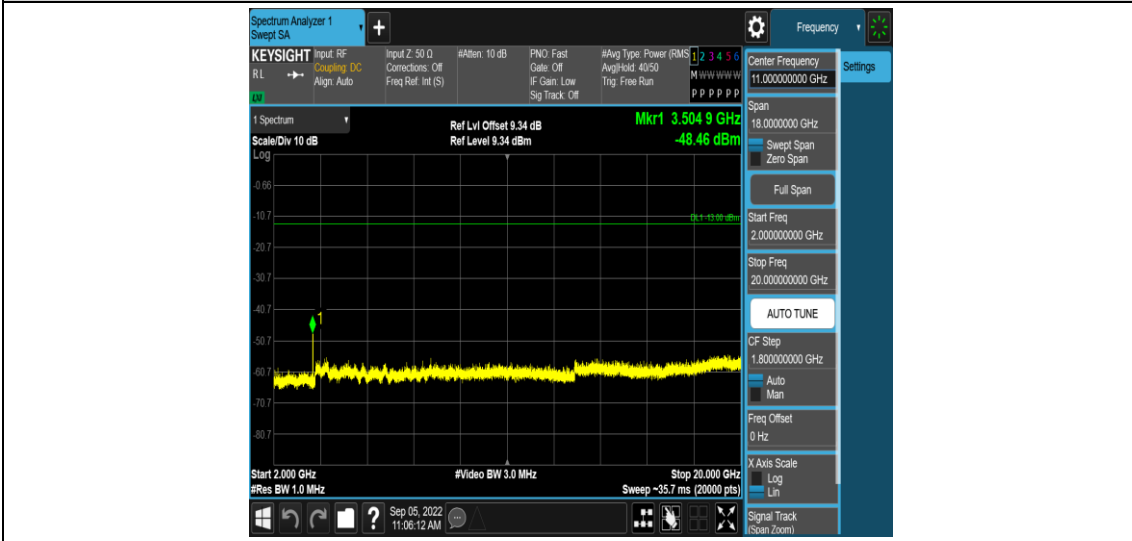 Spectrum Analyzer 1
Swept SA
+
Frequency
KEYSIGHT
RL
Input: RF
Coupling: DC
Align: Auto
Input Z: 50 Ω
Corrections: Off
Freq Ref: Int (S)
#Atten: 10 dB
PNO: Fast
Gate: Off
IF Gain: Low
Sig Track: Off
#Avg Type: Power (RMS
Avg|Hold: 40/50
Trig: Free Run
1 2 3 4 5 6
M W W W W W
P P P P P P
1 Spectrum
Scale/Div 10 dB
Log
Ref Lvl Offset 9.34 dB
Ref Level 9.34 dBm
Mkr1 3.504 9 GHz
-48.46 dBm
-0.66
-10.7
DL1 -13.00 dBm
-20.7
-30.7
-40.7
1
-50.7
-60.7
-70.7
-80.7
Start 2.000 GHz
#Res BW 1.0 MHz
#Video BW 3.0 MHz
Stop 20.000 GHz
Sweep ~35.7 ms (20000 pts)
?
Sep 05, 2022
11:06:12 AM
Center Frequency
11.000000000 GHz
Settings
Span
18.0000000 GHz
Swept Span
Zero Span
Full Span
Start Freq
2.000000000 GHz
Stop Freq
20.000000000 GHz
AUTO TUNE
CF Step
1.800000000 GHz
Auto
Man
Freq Offset
0 Hz
X Axis Scale
Log
Lin
Signal Track
(Span Zoom)